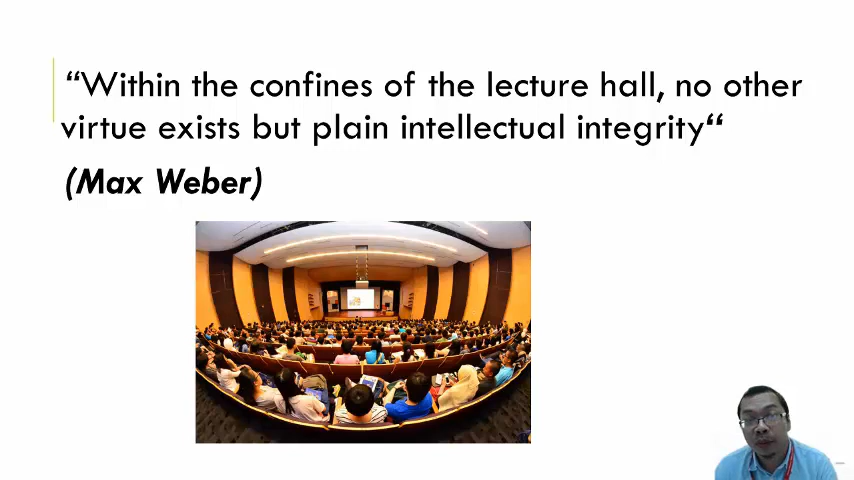 “Within the confines of the lecture hall, no other
virtue exists but plain intellectual integrity“
(Max Weber)